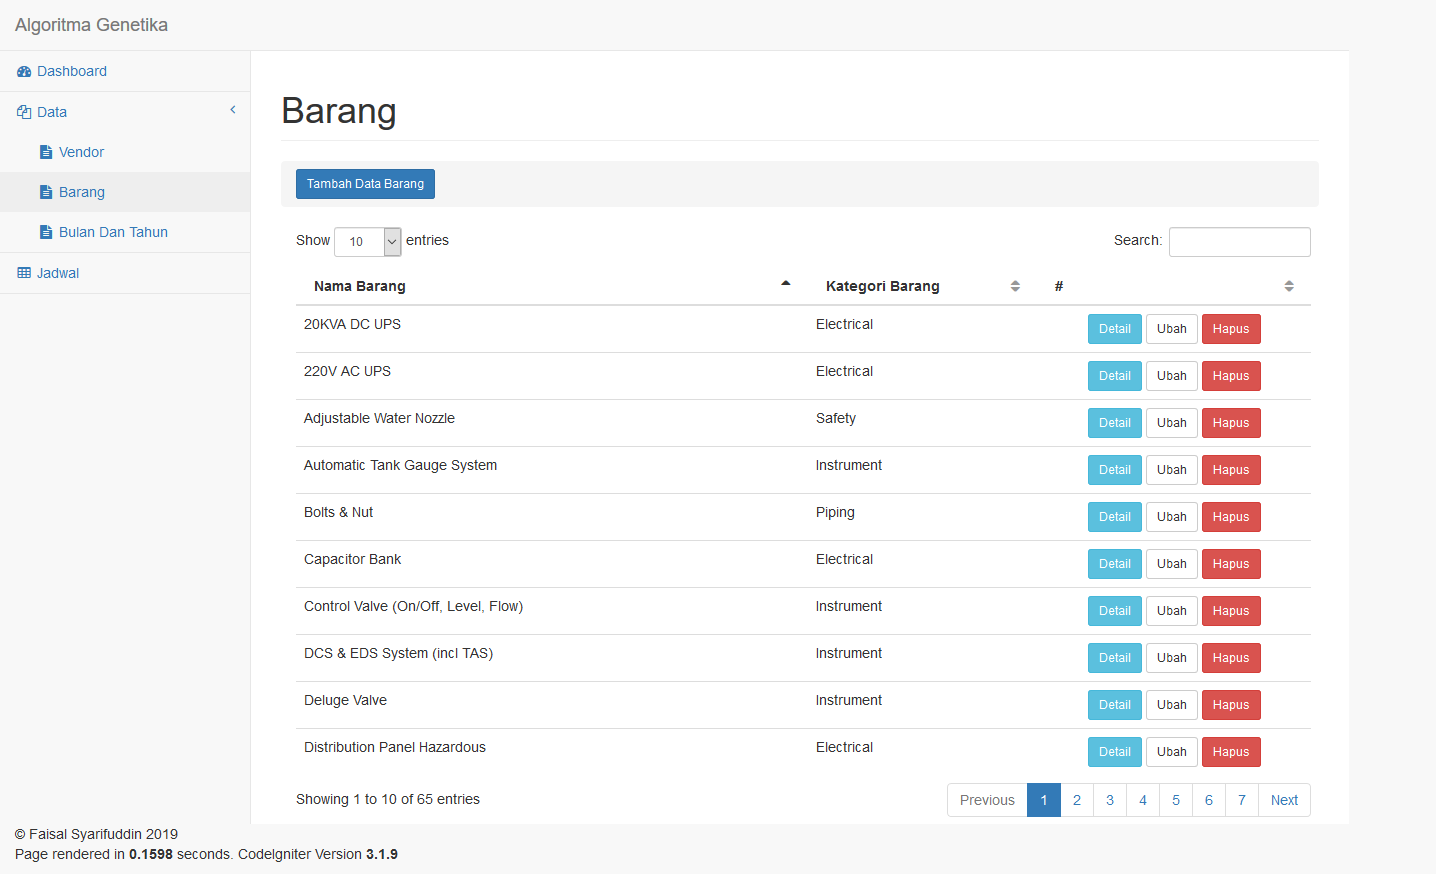 Algoritma Genetika
Dashboard
Data
Vendor
Barang
Bulan Dan Tahun
Jadwal
Barang
Tambah Data Barang
Show 10 entries Search:
Nama Barang Kategori Barang #
20KVA DC UPS Electrical Detail Ubah Hapus
220V AC UPS Electrical Detail Ubah Hapus
Adjustable Water Nozzle Safety Detail Ubah Hapus
Automatic Tank Gauge System Instrument Detail Ubah Hapus
Bolts & Nut Piping Detail Ubah Hapus
Capacitor Bank Electrical Detail Ubah Hapus
Control Valve (On/Off, Level, Flow) Instrument Detail Ubah Hapus
DCS & EDS System (incl TAS) Instrument Detail Ubah Hapus
Deluge Valve Instrument Detail Ubah Hapus
Distribution Panel Hazardous Electrical Detail Ubah Hapus
Showing 1 to 10 of 65 entries Previous 1 2 3 4 5 6 7 Next
© Faisal Syarifuddin 2019
Page rendered in 0.1598 seconds. CodeIgniter Version 3.1.9